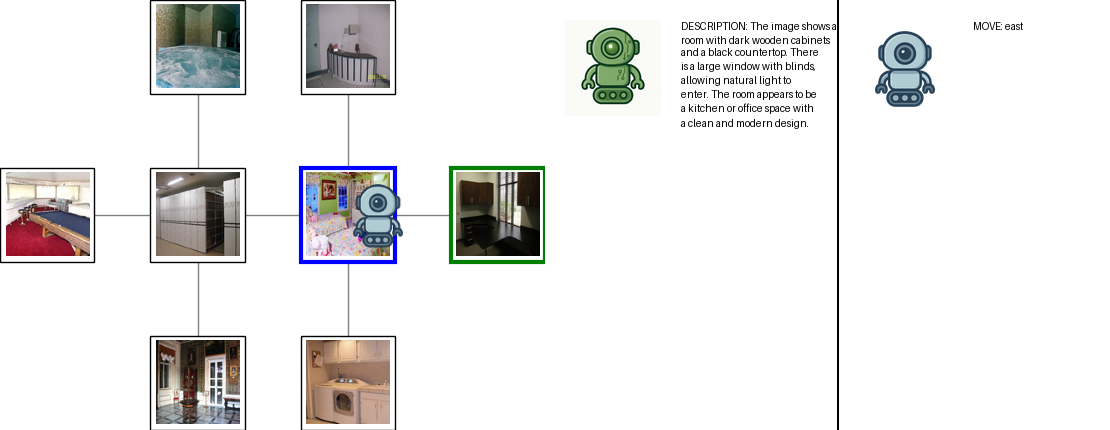 DESCRIPTION: The image shows a
room with dark wooden cabinets
and a black countertop. There
is a large window with blinds,
allowing natural light to
enter. The room appears to be
a kitchen or office space with
a clean and modern design.
MOVE: east